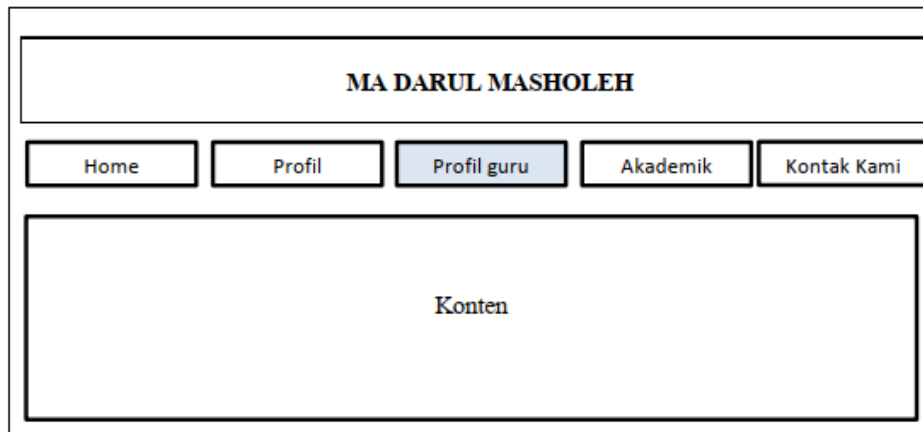 MA DARUL MASHOLEH
Home Profil Profil guru Akademik Kontak Kami
Konten